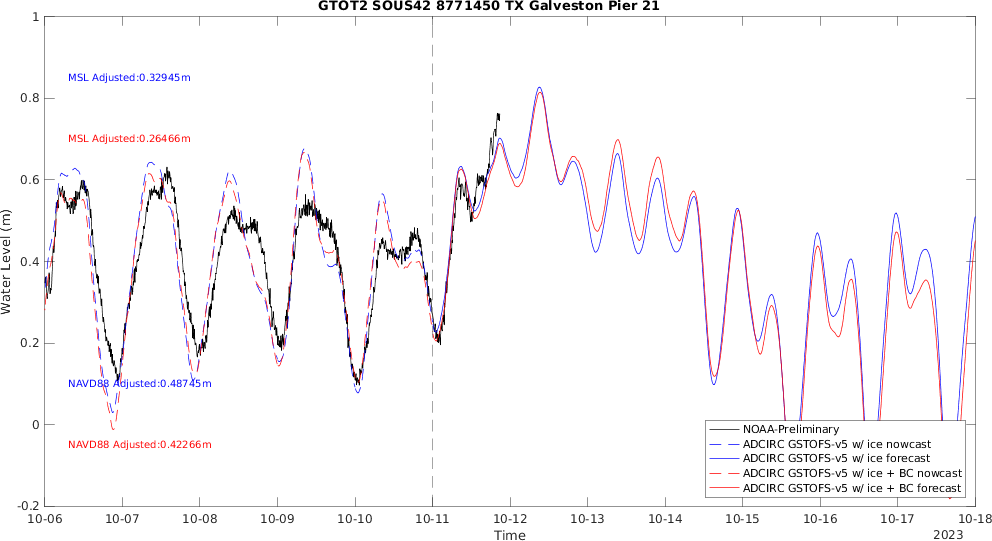 GTOT2 SOUS42 8771450 TX Galveston Pier 21
1
0.8
0.6
0.4
0.2
0
-0.2
Water Level (m)
MSL Adjusted:0.32945m
MSL Adjusted:0.26466m
NAVD88 Adjusted:0.48745m
NAVD88 Adjusted:0.42266m
NOAA-Preliminary
ADCIRC GSTOFS-v5 w/ ice nowcast
ADCIRC GSTOFS-v5 w/ ice forecast
ADCIRC GSTOFS-v5 w/ ice + BC nowcast
ADCIRC GSTOFS-v5 w/ ice + BC forecast
10-06 10-07 10-08 10-09 10-10 10-11 10-12 10-13 10-14 10-15 10-16 10-17 10-18
Time
2023